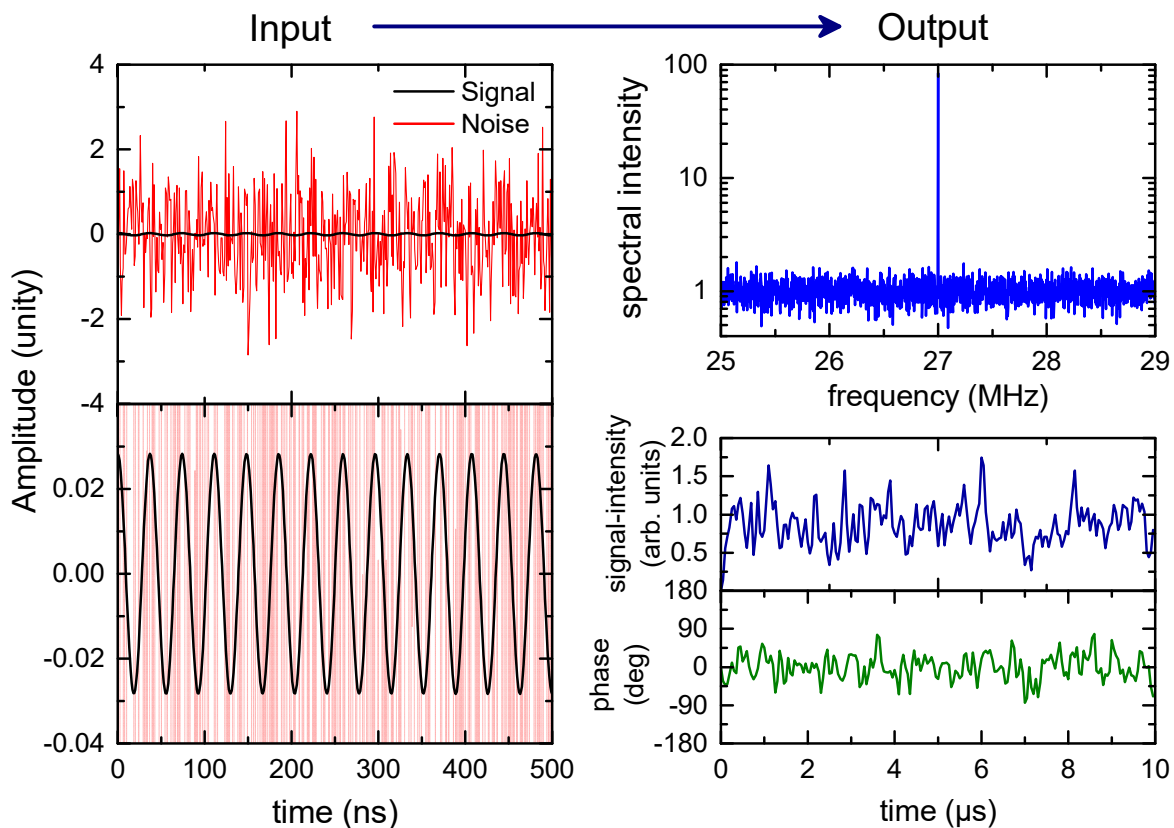 Input
Output
Amplitude (unity)
4
2
0
-2
-4
Signal
Noise
0.02
0.00
-0.02
-0.04
0
100
200
300
400
500
time (ns)
spectral intensity
100
10
1
25
26
27
28
29
frequency (MHz)
signal-intensity
(arb. units)
2.0
1.5
1.0
0.5
180
phase
(deg)
90
0
-90
-180
0
2
4
6
8
10
time (µs)